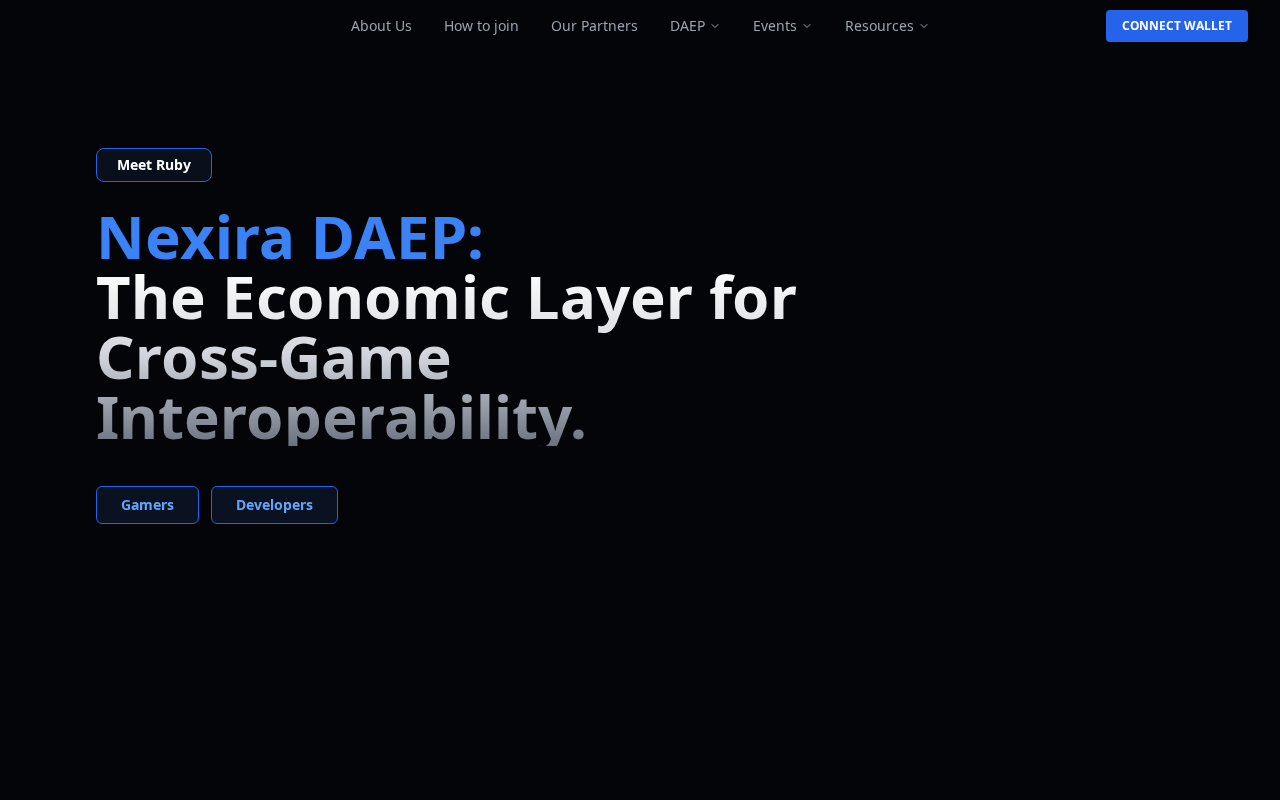 About Us
How to join
Our Partners
DAEP
Events
Resources
CONNECT WALLET
Meet Ruby
Nexira DAEP:
The Economic Layer for
Cross-Game
Interoperability.
Gamers
Developers